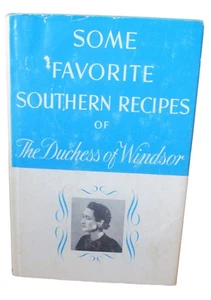 SOME
FAVORITE
SOUTHERN RECIPES
OF
The Duchess of Windsor